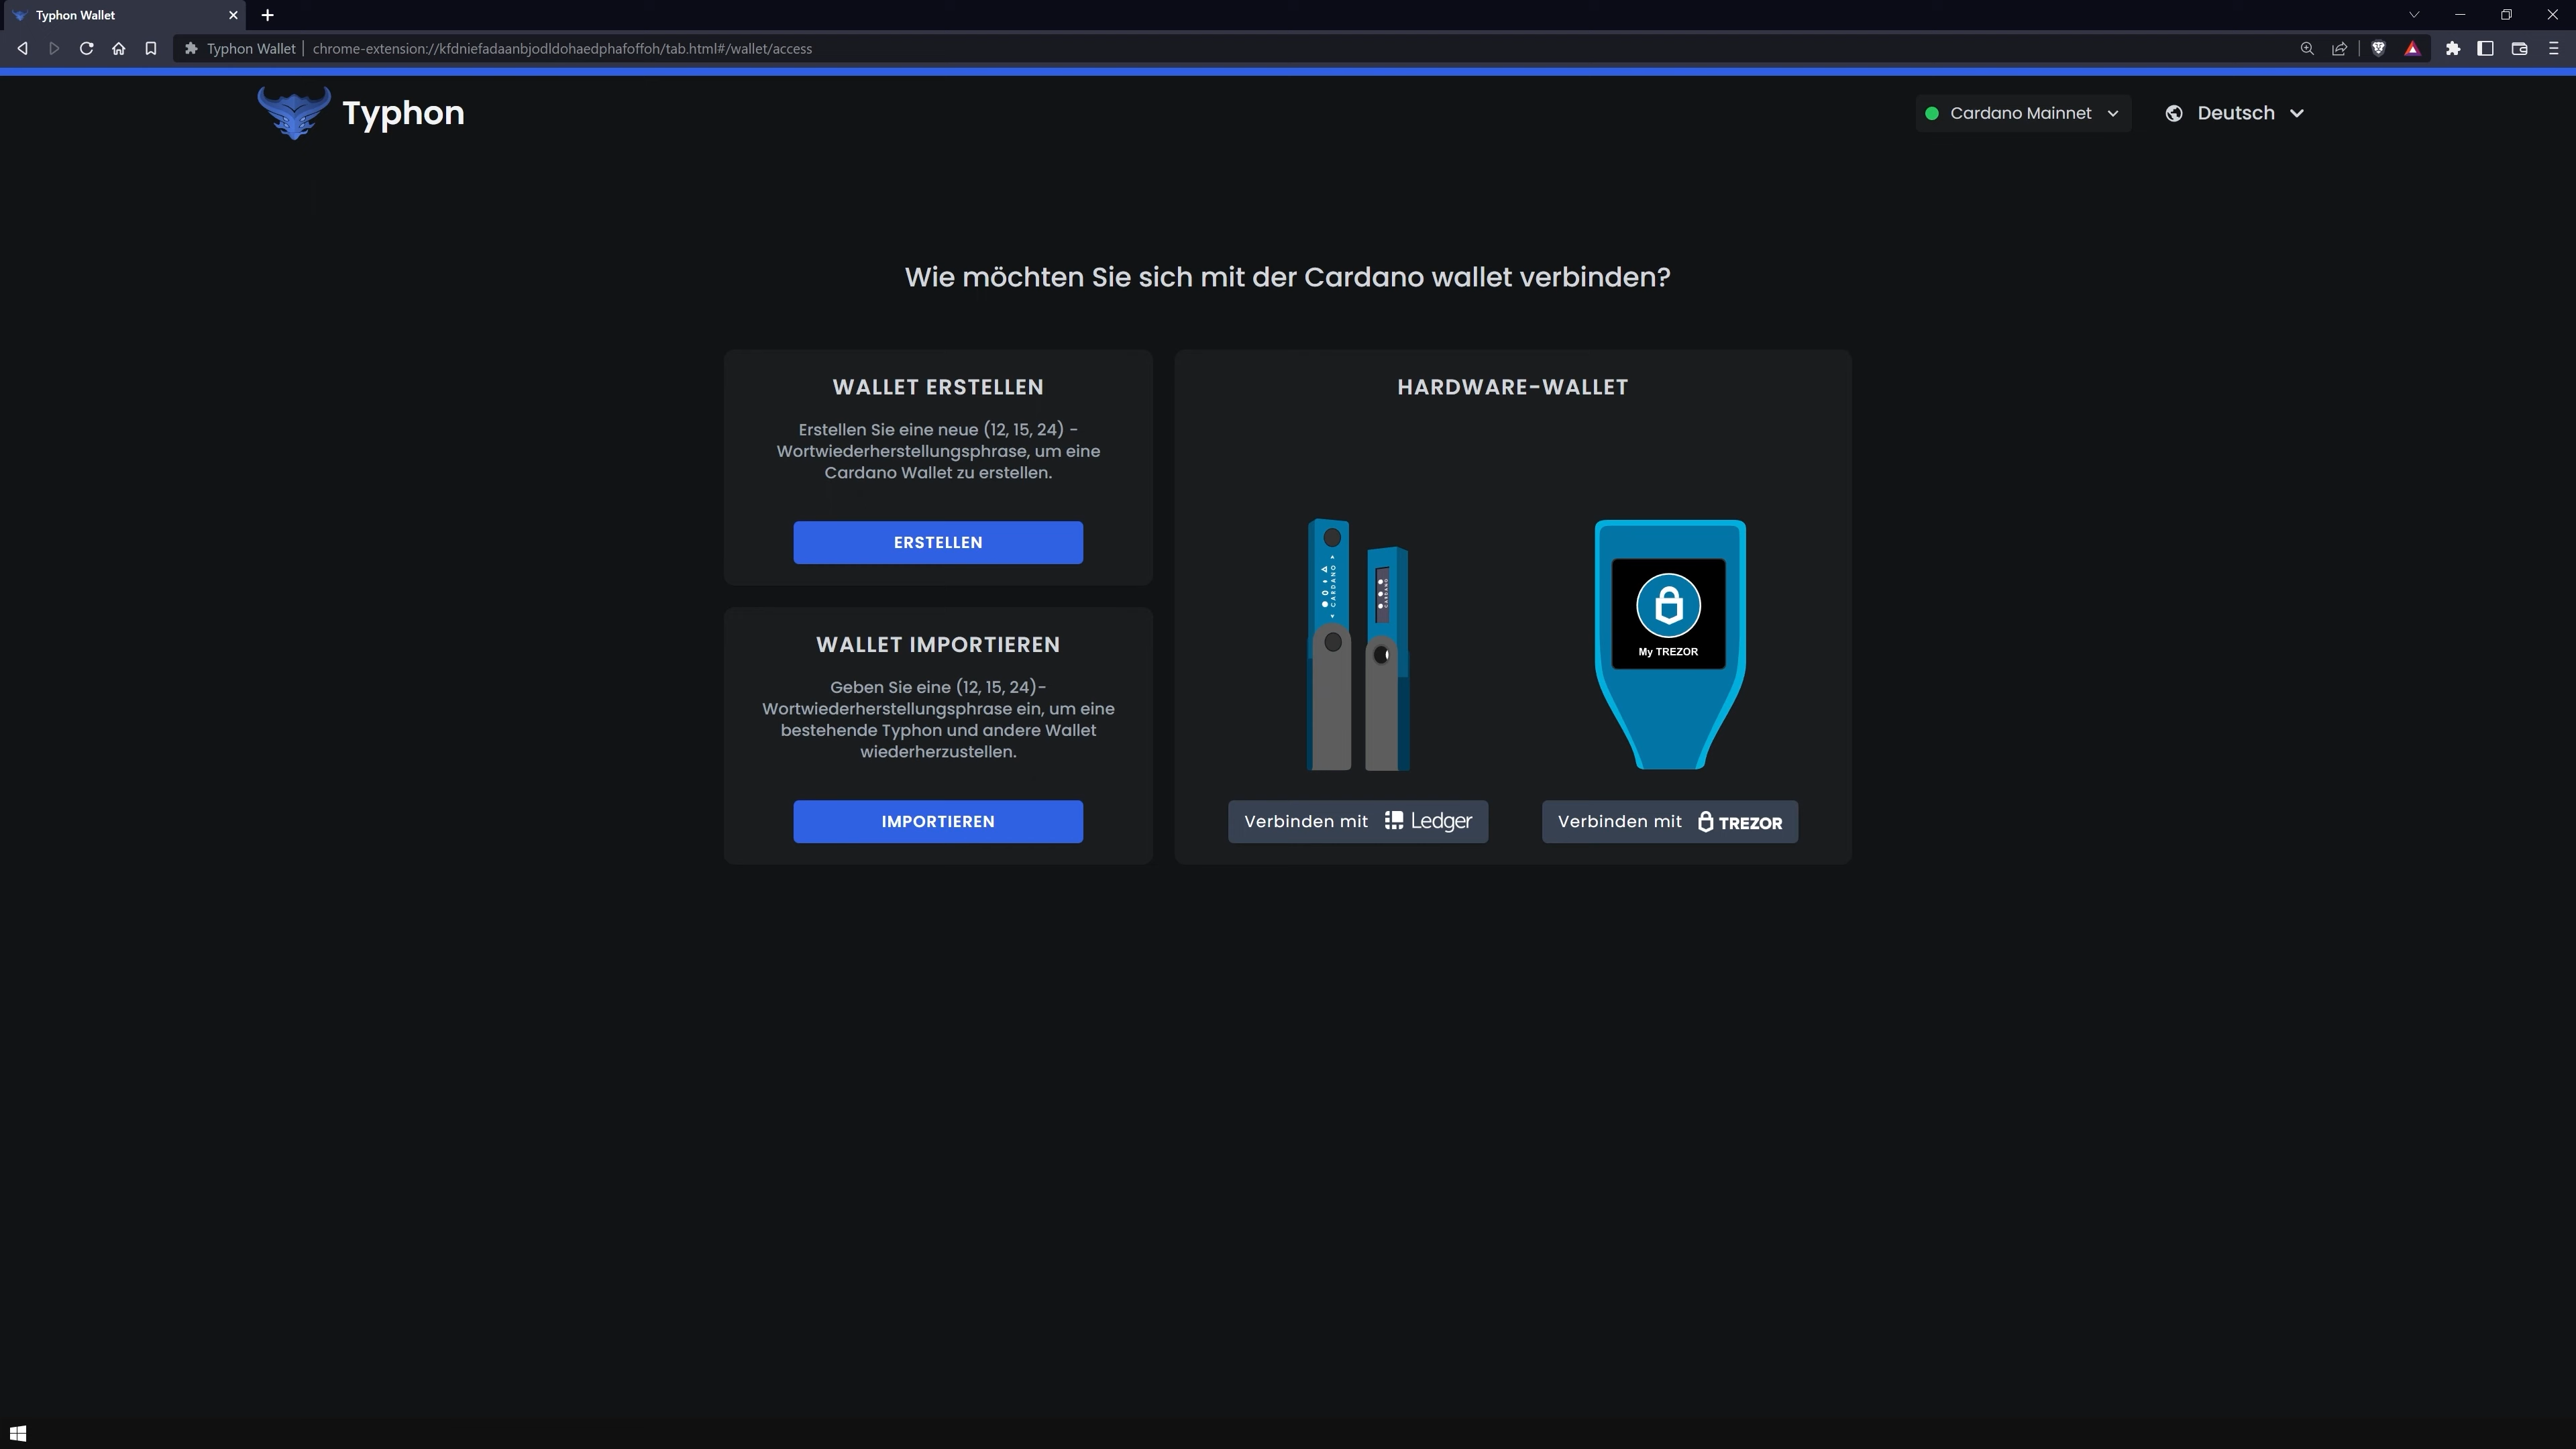 Typhon Wallet
Typhon Wallet | chrome-extension://kfdniefadaanbjodldohaedphafoffoh/tab.html#/wallet/access
Typhon
Cardano Mainnet
Deutsch
Wie möchten Sie sich mit der Cardano wallet verbinden?
WALLET ERSTELLEN
Erstellen Sie eine neue (12, 15, 24) -
Wortwiederherstellungsphrase, um eine
Cardano Wallet zu erstellen.
ERSTELLEN
WALLET IMPORTIEREN
Geben Sie eine (12, 15, 24)-
Wortwiederherstellungsphrase ein, um eine
bestehende Typhon und andere Wallet
wiederherzustellen.
IMPORTIEREN
HARDWARE-WALLET
CARDANO
CARDANO
My TREZOR
Verbinden mit Ledger
Verbinden mit TREZOR